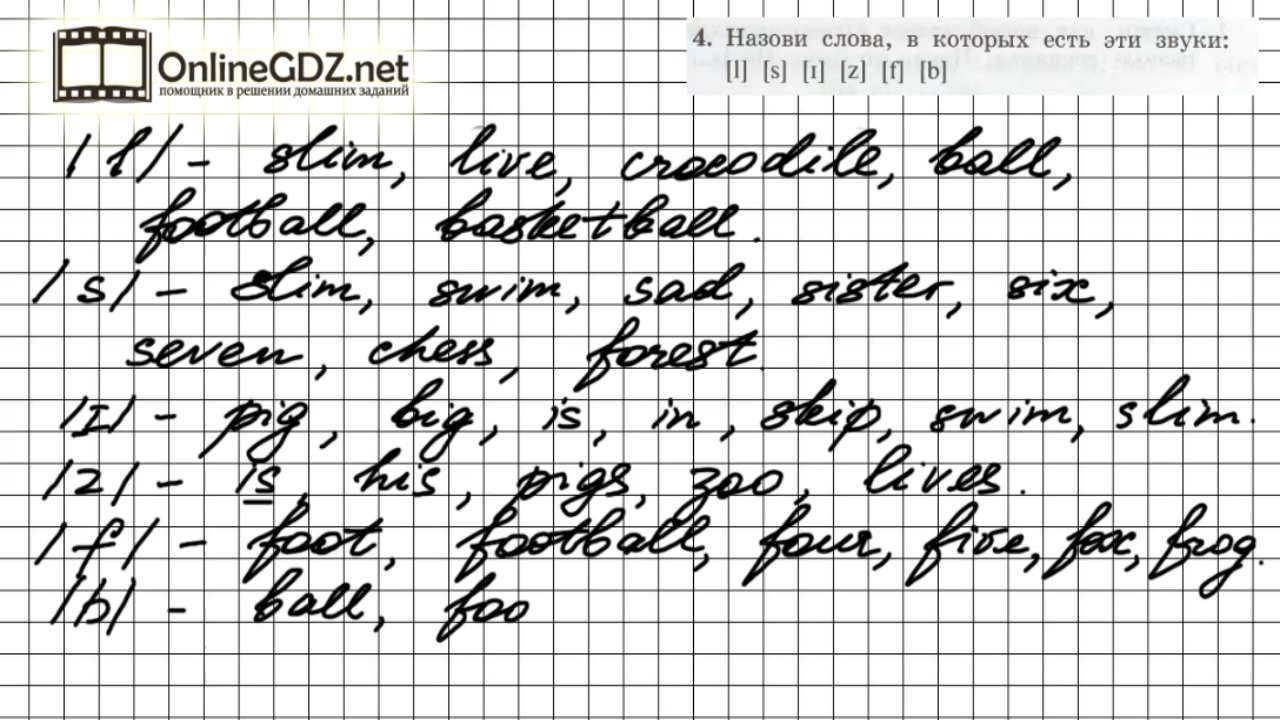 OnlineGDZ.net
помощник в решении домашних заданий
4. Назови слова, в которых есть эти звуки:
[l] [s] [ɪ] [z] [f] [b]
/l/ - slim, live, crocodile, ball,
football, basketball.
/s/ - slim, swim, sad, sister, six,
seven, chess, forest.
/I/ - pig, big, is, in, skip, swim, slim.
/z/ - is, his, pigs, zoo, lives.
/f/ - foot, football, four, five, fox, frog.
/b/ - ball, foo